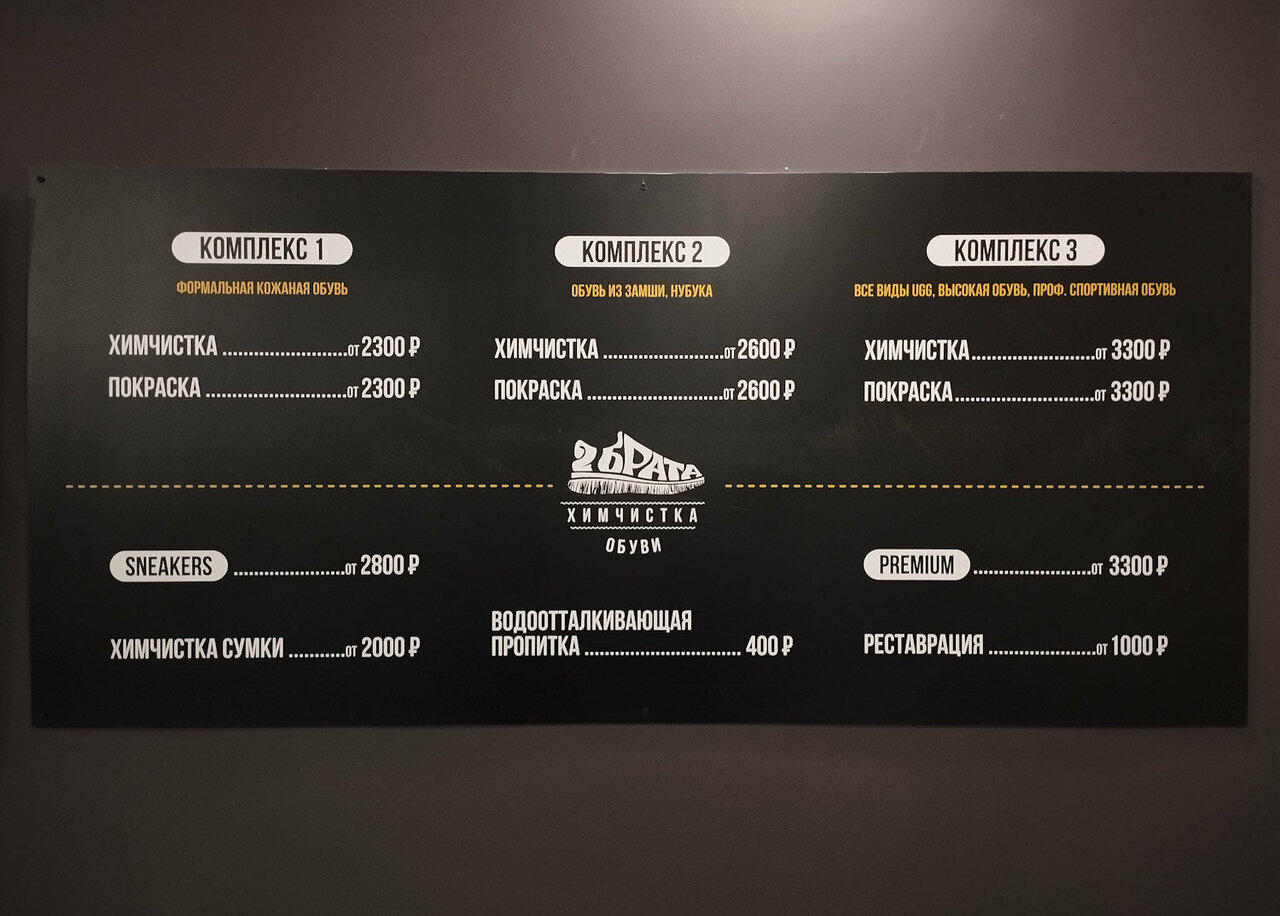 КОМПЛЕКС 1
ФОРМАЛЬНАЯ КОЖАНАЯ ОБУВЬ
ХИМЧИСТКА ........................от 2300 ₽
ПОКРАСКА ...........................от 2300 ₽
КОМПЛЕКС 2
ОБУВЬ ИЗ ЗАМШИ, НУБУКА
ХИМЧИСТКА .......................от 2600 ₽
ПОКРАСКА ..........................от 2600 ₽
КОМПЛЕКС 3
ВСЕ ВИДЫ UGG, ВЫСОКАЯ ОБУВЬ, ПРОФ. СПОРТИВНАЯ ОБУВЬ
ХИМЧИСТКА........................от 3300 ₽
ПОКРАСКА...........................от 3300 ₽
2 БРАТА
ХИМЧИСТКА
ОБУВИ
SNEAKERS .....................от 2800 ₽
ХИМЧИСТКА СУМКИ ...........от 2000 ₽
ВОДООТТАЛКИВАЮЩАЯ
ПРОПИТКА .............................. 400 ₽
PREMIUM ......................от 3300 ₽
РЕСТАВРАЦИЯ ....................от 1000 ₽